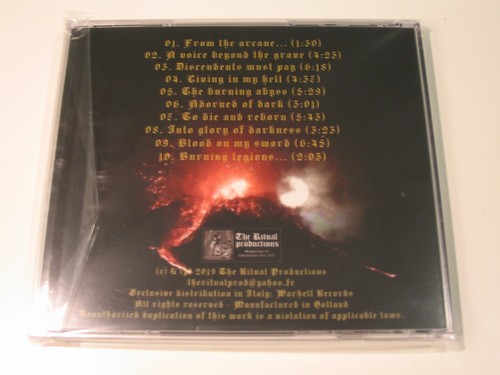 01. From the arcane... (1:50)
02. A voice beyond the grave (4:25)
03. Discendents must pay (6:18)
04. Living in my hell (4:55)
05. The burning abyss (5:29)
06. Adorned of dark (5:01)
07. To die and reborn (5:45)
08. Into glory of darkness (5:25)
09. Blood on my sword (6:45)
10. Burning legions... (2:05)
The Ritual
productions
(c) & (p) 2019 The Ritual Productions
theritualprod@yahoo.fr
Exclusive distribution in Italy: Warhell Records
All rights reserved - Manufactured in Holland
Unauthorized duplication of this work is a violation of applicable laws.